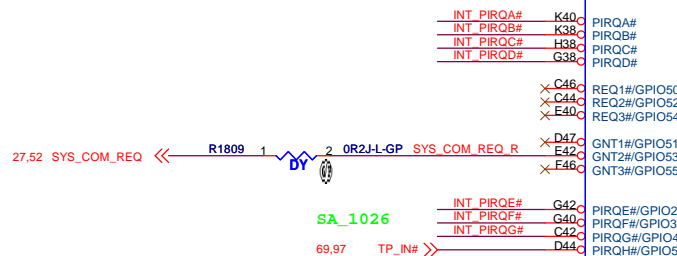 INT_PIRQA# K40 PIRQA#
INT_PIRQB# K38 PIRQB#
INT_PIRQC# H38 PIRQC#
INT_PIRQD# G38 PIRQD#
C46 REQ1#/GPIO50
C44 REQ2#/GPIO52
E40 REQ3#/GPIO54
D47 GNT1#/GPIO51
27,52 SYS_COM_REQ R1809 1 2 0R2J-L-GP SYS_COM_REQ_R E42 GNT2#/GPIO53
DY
F46 GNT3#/GPIO55
INT_PIRQE# G42 PIRQE#/GPIO2
SA_1026 INT_PIRQF# G40 PIRQF#/GPIO3
INT_PIRQG# C42 PIRQG#/GPIO4
69,97 TP_IN# D44 PIRQH#/GPIO5